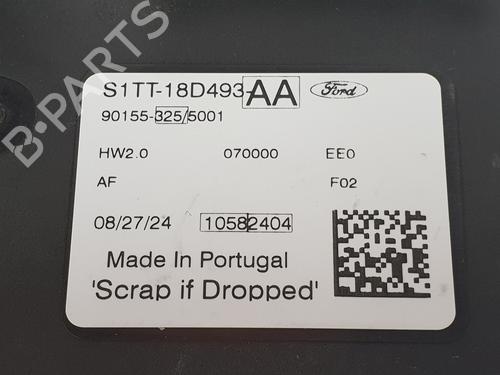 S1TT-18D493-AA Ford
90155-325/5001
HW2.0 070000 EE0
AF F02
08/27/24 10582404
Made In Portugal
'Scrap if Dropped'
B-PARTS